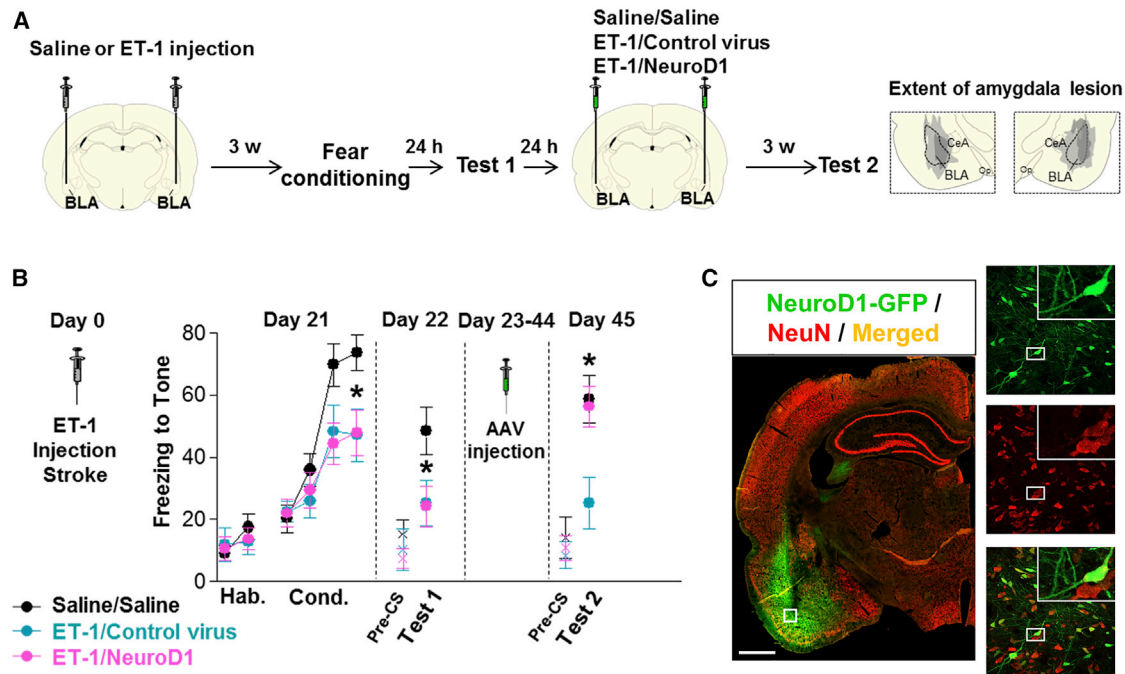 A
Saline or ET-1 injection
BLA
BLA
3 w
Fear
conditioning
24 h
Test 1
24 h
Saline/Saline
ET-1/Control virus
ET-1/NeuroD1
BLA
BLA
3 w
Test 2
Extent of amygdala lesion
CeA
BLA
Op.
CeA
BLA
Op
B
Day 0
ET-1
Injection
Stroke
Day 21
Day 22
Day 23-44
Day 45
Freezing to Tone
80
60
40
20
0
*
*
*
AAV
injection
Hab.
Cond.
Pre-CS
Test 1
Pre-CS
Test 2
Saline/Saline
ET-1/Control virus
ET-1/NeuroD1
C
NeuroD1-GFP /
NeuN / Merged